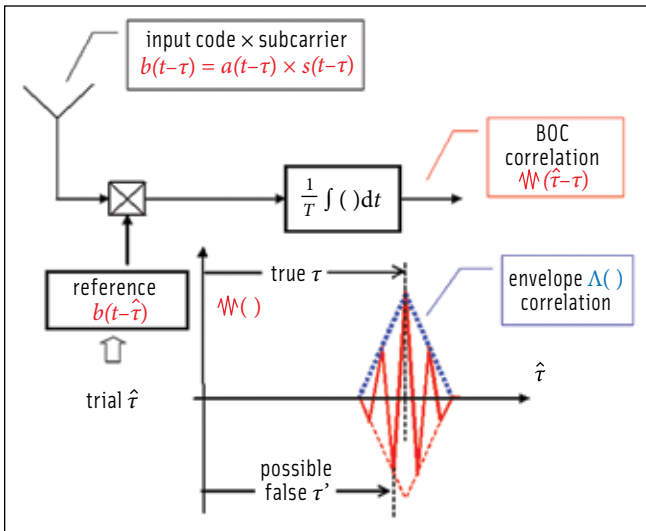 input code × subcarrier
b(t–τ) = a(t–τ) × s(t–τ)
BOC
correlation
(τ̂–τ)
1/T ∫ ( )dt
reference
b(t–τ̂)
true τ
( )
envelope Λ( )
correlation
trial τ̂
τ̂
possible
false τ’